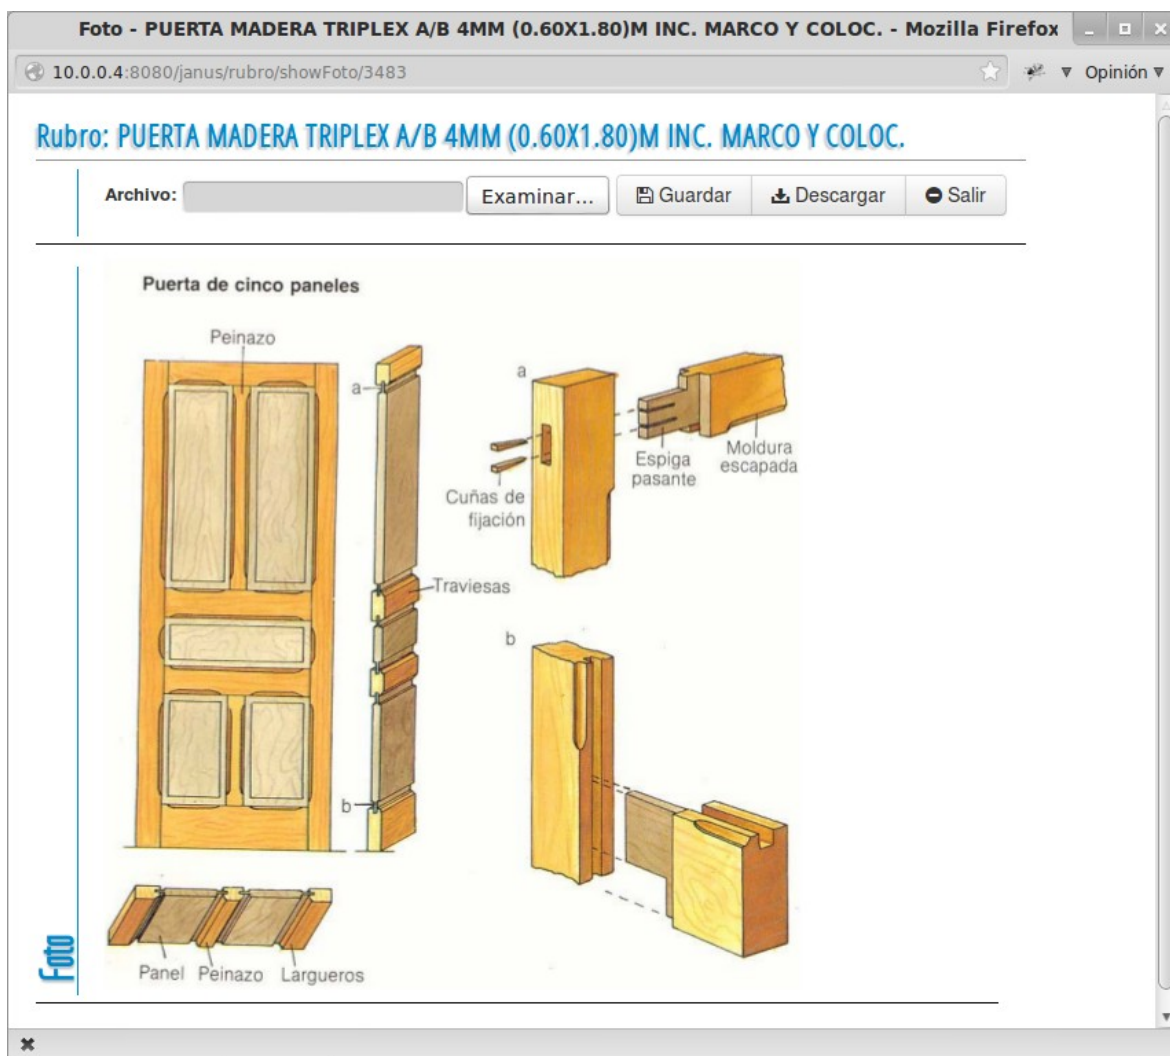 Foto - PUERTA MADERA TRIPLEX A/B 4MM (0.60X1.80)M INC. MARCO Y COLOC. - Mozilla Firefox
10.0.0.4:8080/janus/rubro/showFoto/3483
Opinión
Rubro: PUERTA MADERA TRIPLEX A/B 4MM (0.60X1.80)M INC. MARCO Y COLOC.
Archivo: Examinar... Guardar Descargar Salir
Puerta de cinco paneles
Peinazo
a
a
Espiga
pasante
Moldura
escapada
Cuñas de
fijación
Traviesas
b
b
Panel Peinazo Largueros
Foto